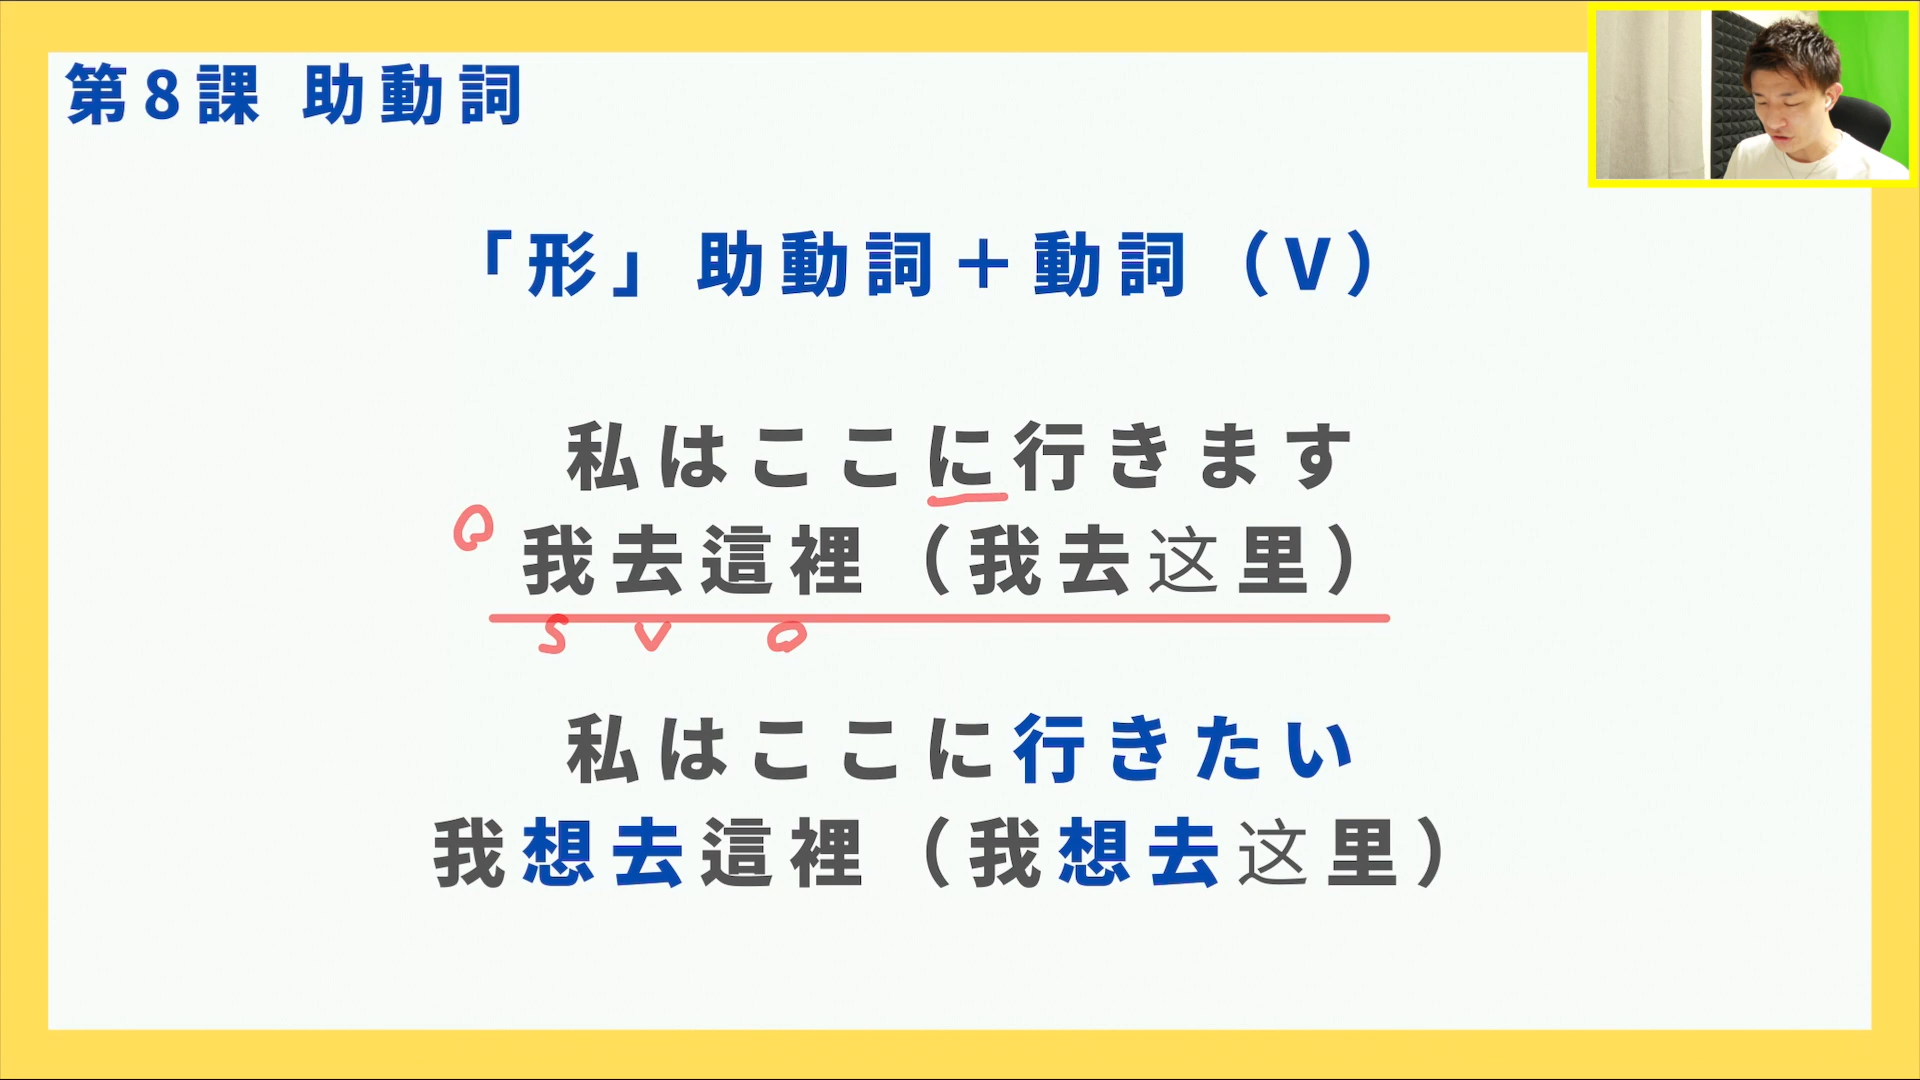 第8課 助動詞
「形」助動詞＋動詞（V）
私はここに行きます
我去這裡（我去这里）
S V O
私はここに行きたい
我想去這裡（我想去这里）